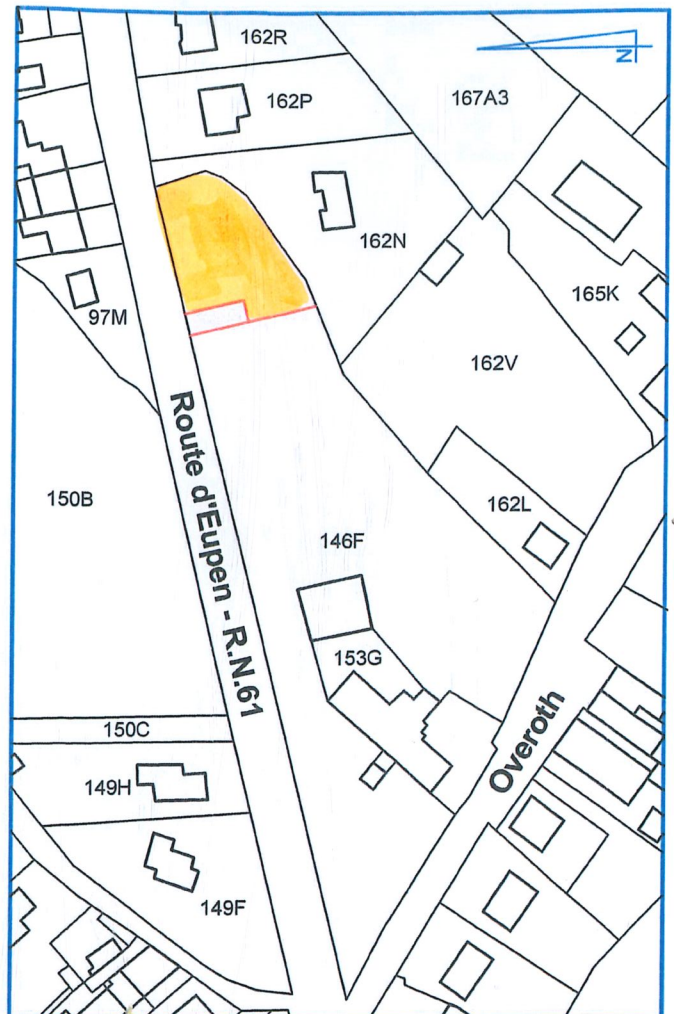 162R
N
162P
167A3
162N
165K
97M
162V
Route d'Eupen - R.N.61
150B
162L
146F
153G
150C
Overoth
149H
149F